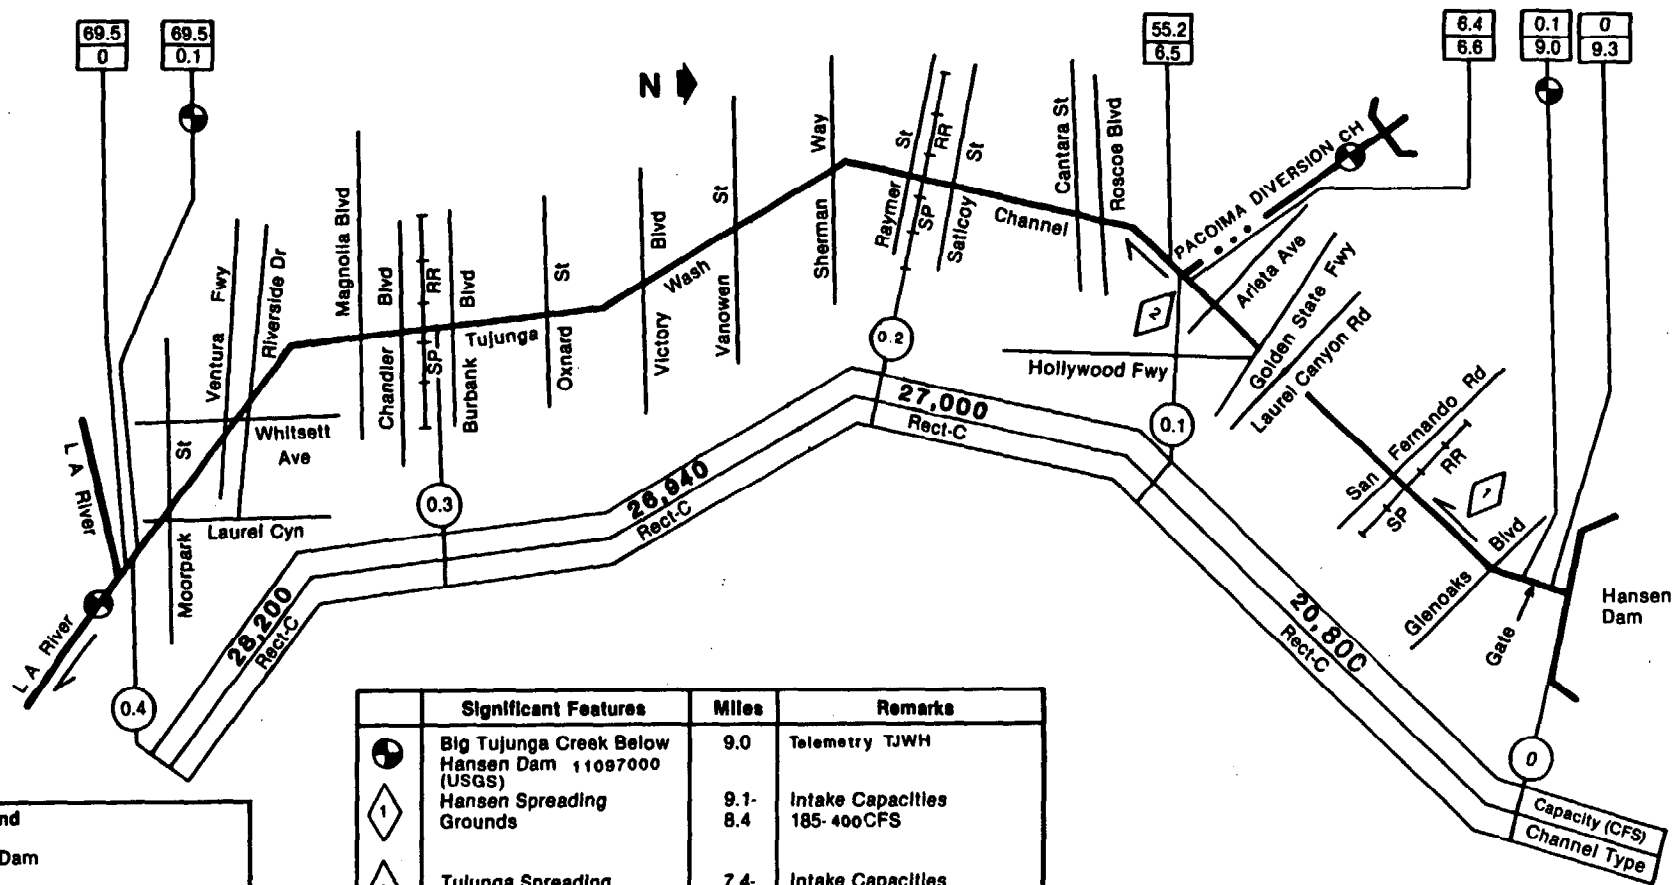 69.5
0
69.5
0.1
55.2
6.5
6.4
6.6
0.1
9.0
0
9.3
N
L A River
L A River
Moorpark St
Ventura Fwy
Riverside Dr
Whitsett
Ave
Laurel Cyn
Magnolia Blvd
Chandler Blvd
SP RR
Burbank Blvd
Tujunga
Oxnard St
Victory Blvd
Wash
Vanowen St
Sherman Way
Raymer St
SP RR
Saticoy St
Channel
Cantara St
Roscoe Blvd
PACOIMA DIVERSION CH
2
Arleta Ave
Golden State Fwy
Hollywood Fwy
Laurel Canyon Rd
San Fernando Rd
SP RR
1
Glenoaks Blvd
Gate
Hansen
Dam
0.4
0.3
0.2
0.1
0
28,200
Rect-C
26,940
Rect-C
27,000
Rect-C
20,800
Rect-C
Capacity (CFS)
Channel Type
Significant Features Miles Remarks
Big Tujunga Creek Below 9.0 Telemetry TJWH
Hansen Dam 11097000
(USGS)
1 Hansen Spreading 9.1- Intake Capacities
Grounds 8.4 185-400CFS
Tujunga Spreading 7.4- Intake Capacities
nd
Dam